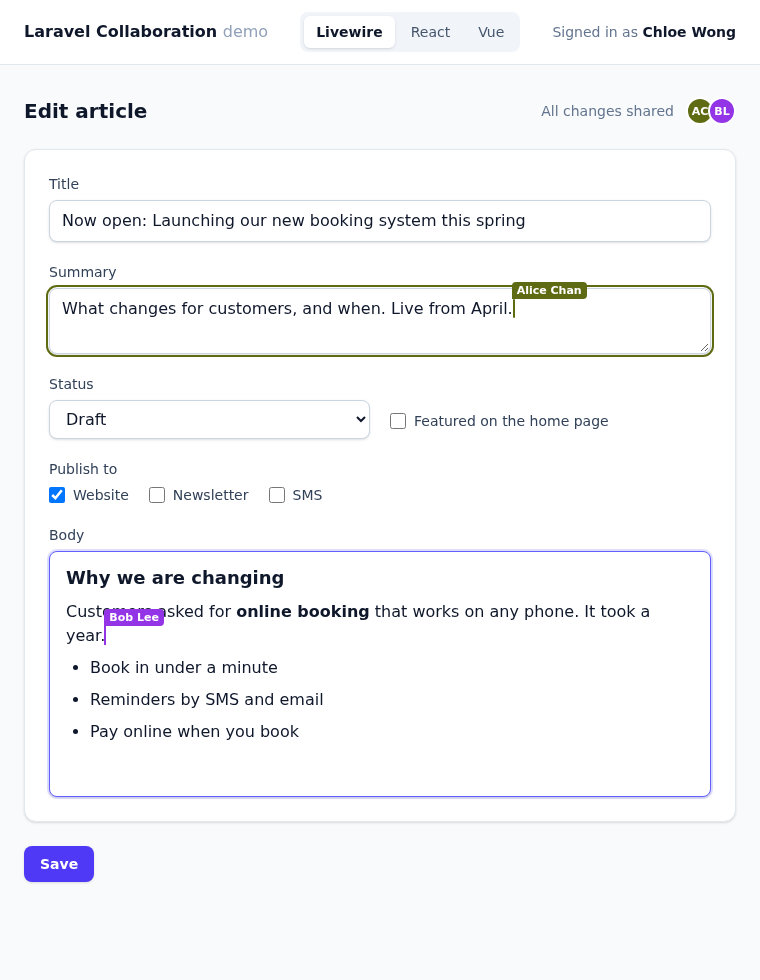 Laravel Collaboration demo
Livewire
React
Vue
Signed in as Chloe Wong
Edit article
All changes shared
AC
BL
Title
Now open: Launching our new booking system this spring
Summary
Alice Chan
What changes for customers, and when. Live from April.
Status
Draft
Featured on the home page
Publish to
Website
Newsletter
SMS
Body
Why we are changing
Customers asked for online booking that works on any phone. It took a
Bob Lee
year.
• Book in under a minute
• Reminders by SMS and email
• Pay online when you book
Save